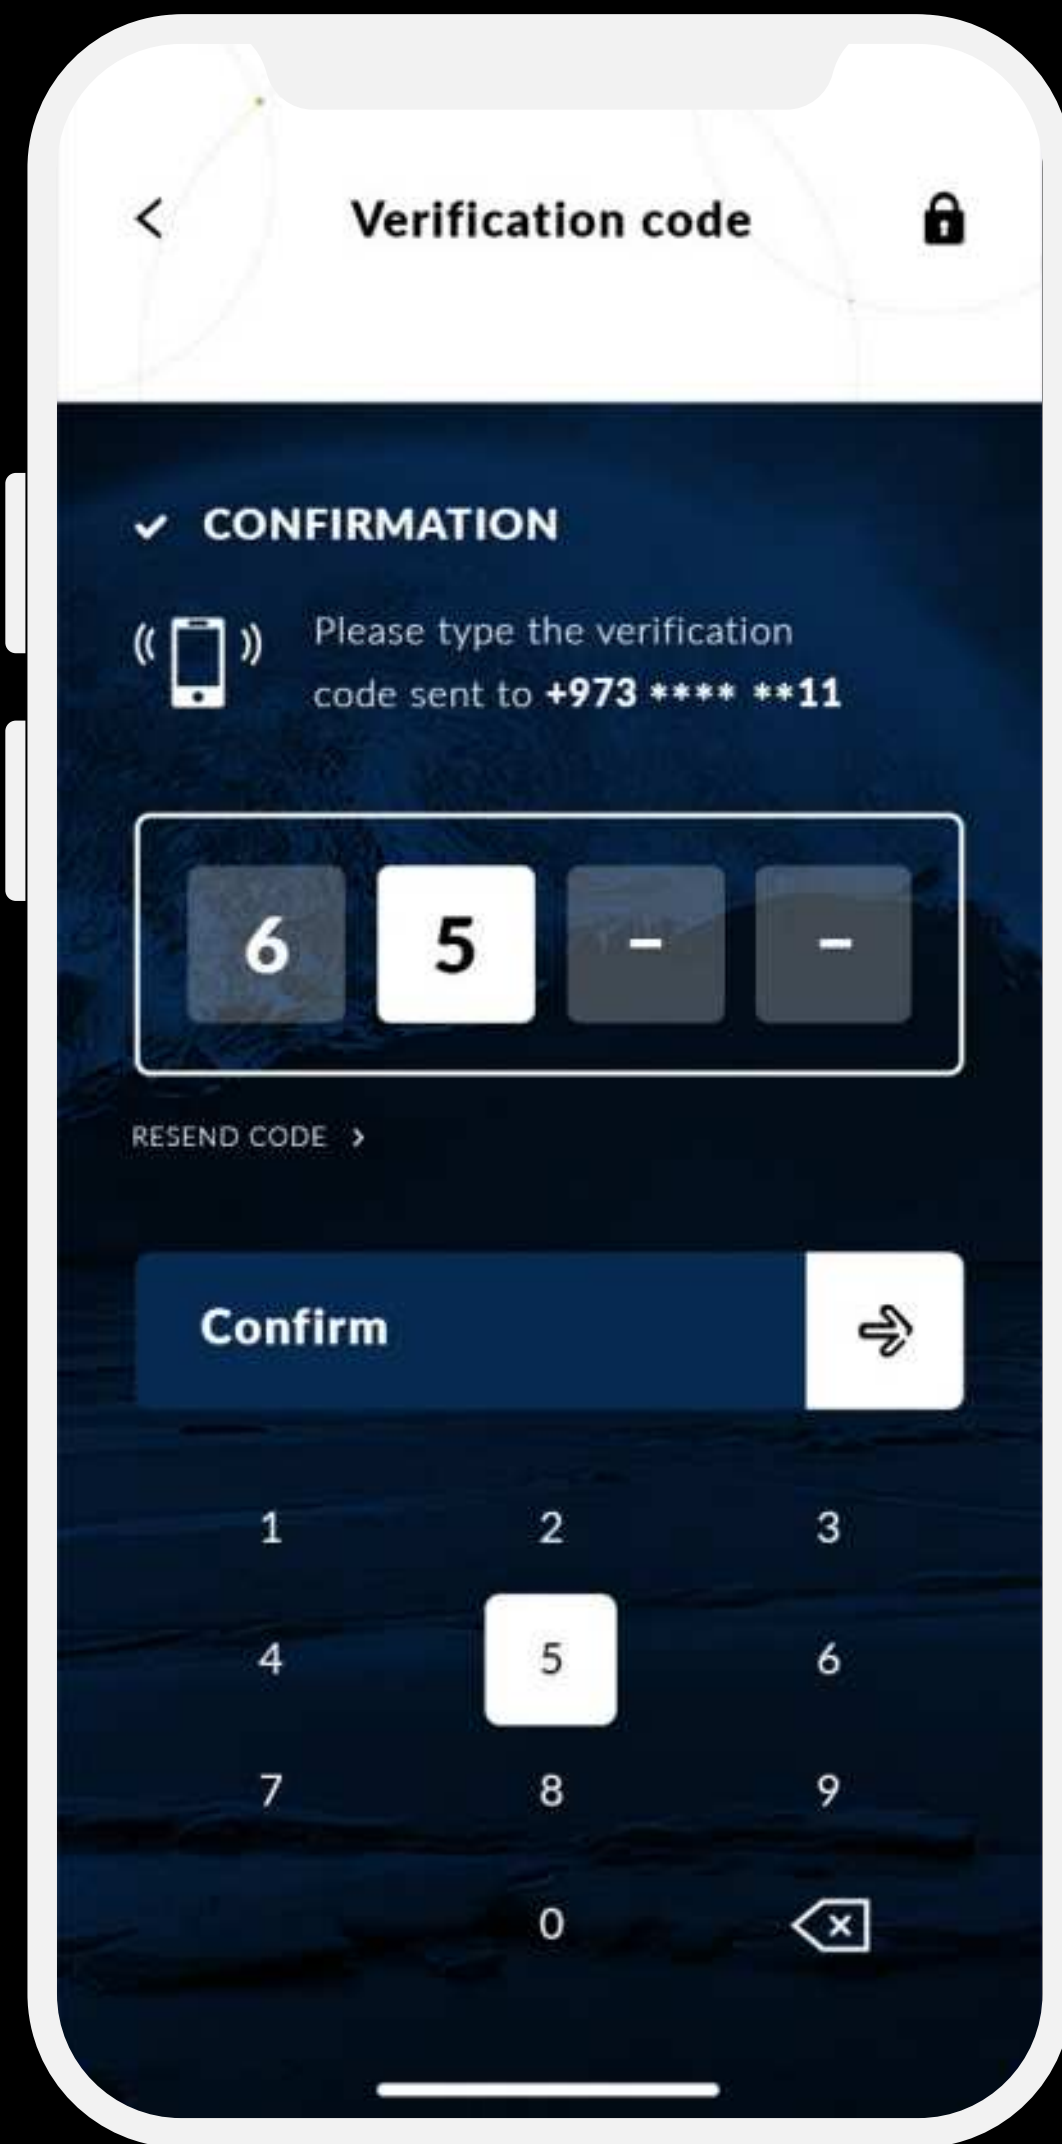 Verification code
CONFIRMATION
Please type the verification
code sent to +973 **** **11
6 5 - -
RESEND CODE
Confirm
1 2 3
4 5 6
7 8 9
0